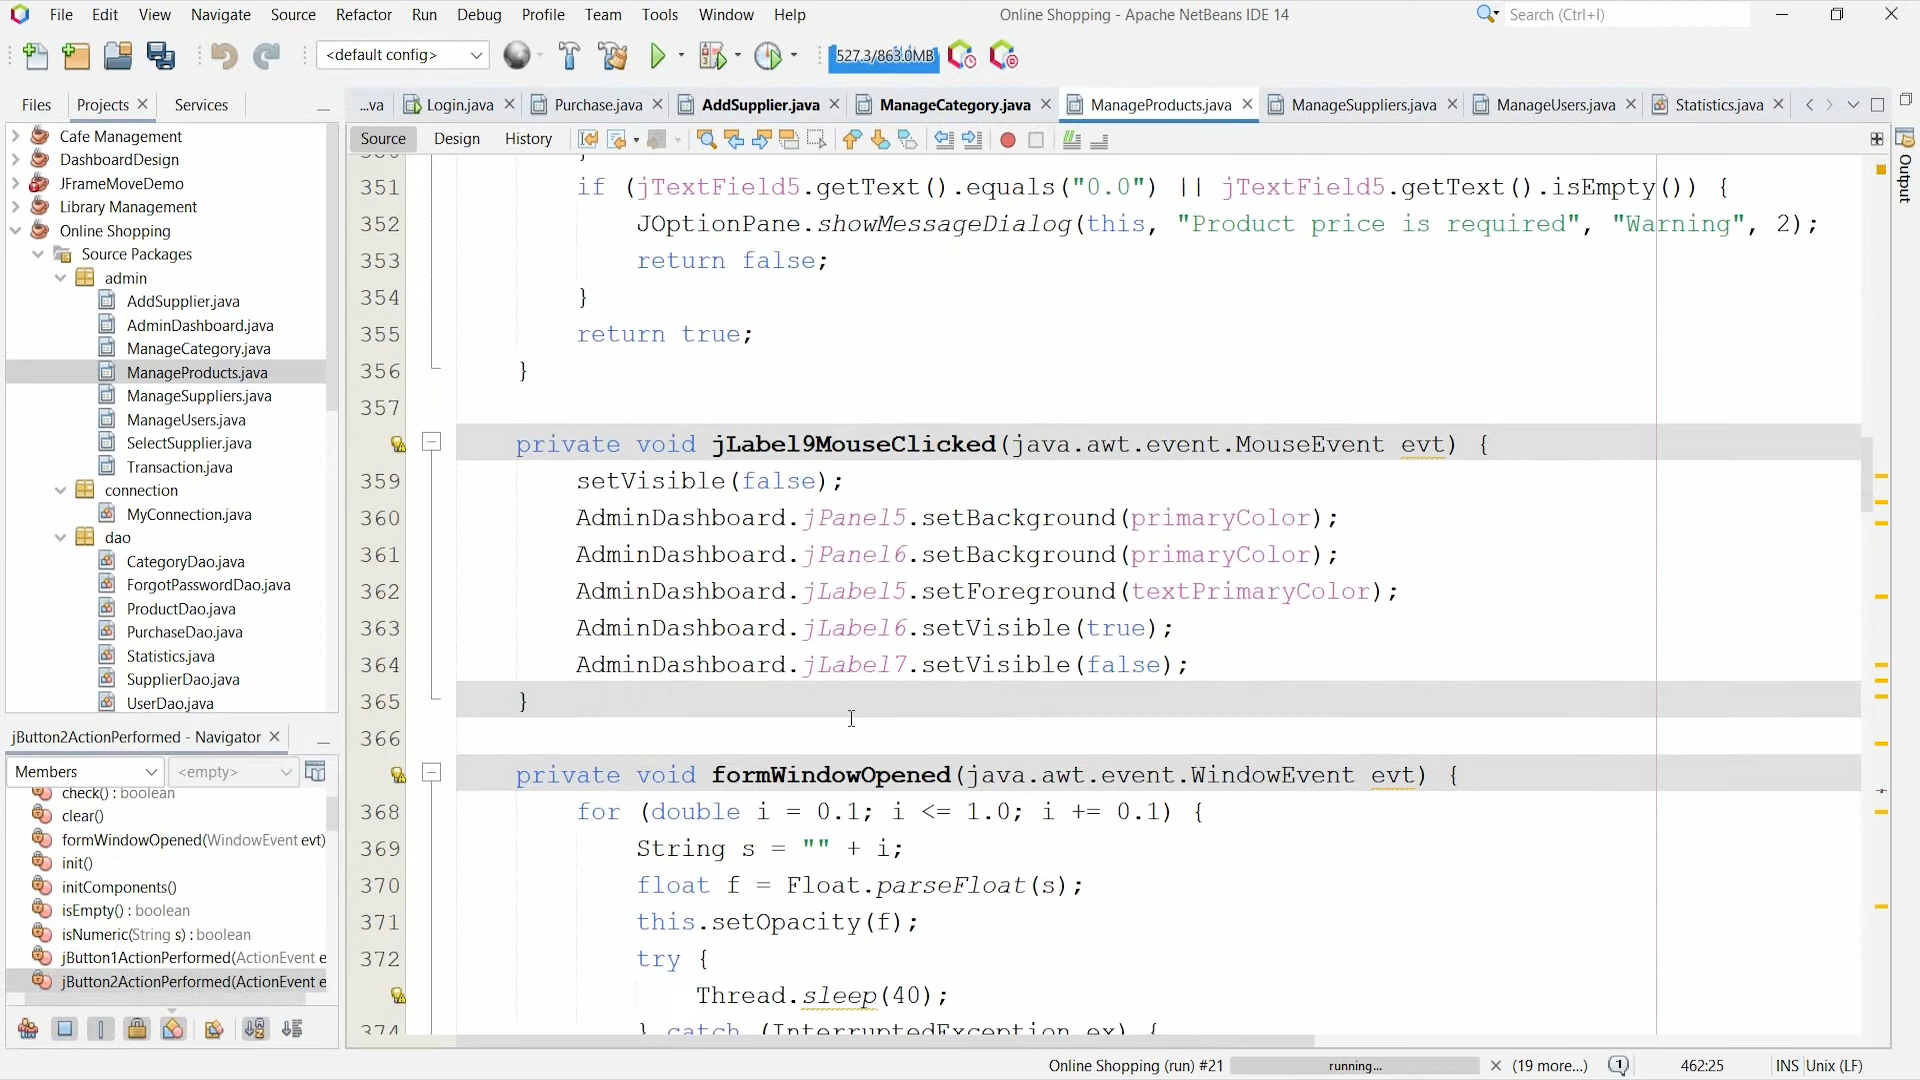 File Edit View Navigate Source Refactor Run Debug Profile Team Tools Window Help
Online Shopping - Apache NetBeans IDE 14
Search (Ctrl+I)
<default config>
527.3/863.0MB
Files Projects Services
...va Login.java Purchase.java AddSupplier.java ManageCategory.java ManageProducts.java ManageSuppliers.java ManageUsers.java Statistics.java
Source Design History
Output
Cafe Management
DashboardDesign
JFrameMoveDemo
Library Management
Online Shopping
Source Packages
admin
AddSupplier.java
AdminDashboard.java
ManageCategory.java
ManageProducts.java
ManageSuppliers.java
ManageUsers.java
SelectSupplier.java
Transaction.java
connection
MyConnection.java
dao
CategoryDao.java
ForgotPasswordDao.java
ProductDao.java
PurchaseDao.java
Statistics.java
SupplierDao.java
UserDao.java
jButton2ActionPerformed - Navigator
Members <empty>
check() : boolean
clear()
formWindowOpened(WindowEvent evt)
init()
initComponents()
isEmpty() : boolean
isNumeric(String s) : boolean
jButton1ActionPerformed(ActionEvent e
jButton2ActionPerformed(ActionEvent e
351 if (jTextField5.getText().equals("0.0") || jTextField5.getText().isEmpty()) {
352 JOptionPane.showMessageDialog(this, "Product price is required", "Warning", 2);
353 return false;
354 }
355 return true;
356 }
357
private void jLabel9MouseClicked(java.awt.event.MouseEvent evt) {
359 setVisible(false);
360 AdminDashboard.jPanel5.setBackground(primaryColor);
361 AdminDashboard.jPanel6.setBackground(primaryColor);
362 AdminDashboard.jLabel5.setForeground(textPrimaryColor);
363 AdminDashboard.jLabel6.setVisible(true);
364 AdminDashboard.jLabel7.setVisible(false);
365 }
366
private void formWindowOpened(java.awt.event.WindowEvent evt) {
368 for (double i = 0.1; i <= 1.0; i += 0.1) {
369 String s = "" + i;
370 float f = Float.parseFloat(s);
371 this.setOpacity(f);
372 try {
Thread.sleep(40);
374 } catch (InterruptedException ex) {
Online Shopping (run) #21 running... (19 more...) 1 462:25 INS Unix (LF)